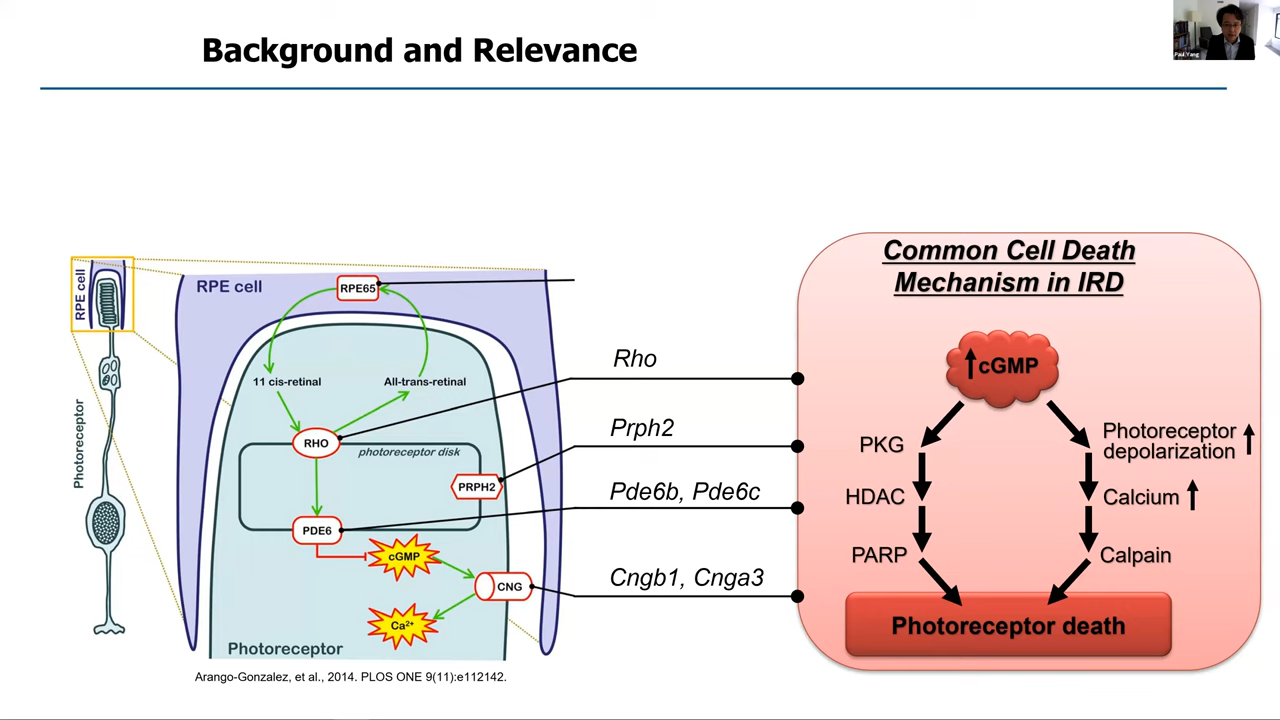 Background and Relevance
Paul Yang
RPE cell
Photoreceptor
RPE cell
RPE65
11 cis-retinal
All-trans-retinal
RHO
photoreceptor disk
PRPH2
PDE6
cGMP
CNG
Ca²⁺
Photoreceptor
Arango-Gonzalez, et al., 2014. PLOS ONE 9(11):e112142.
Rho
Prph2
Pde6b, Pde6c
Cngb1, Cnga3
Common Cell Death
Mechanism in IRD
cGMP
PKG
HDAC
PARP
Photoreceptor
depolarization
Calcium
Calpain
Photoreceptor death